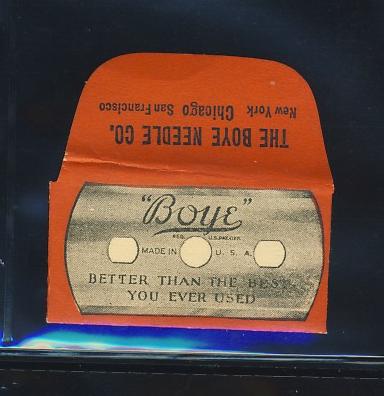 New York Chicago San Francisco
THE BOYE NEEDLE CO.
"Boye"
REG. U.S. PAT. OFF.
MADE IN U. S. A.
BETTER THAN THE BEST
YOU EVER USED